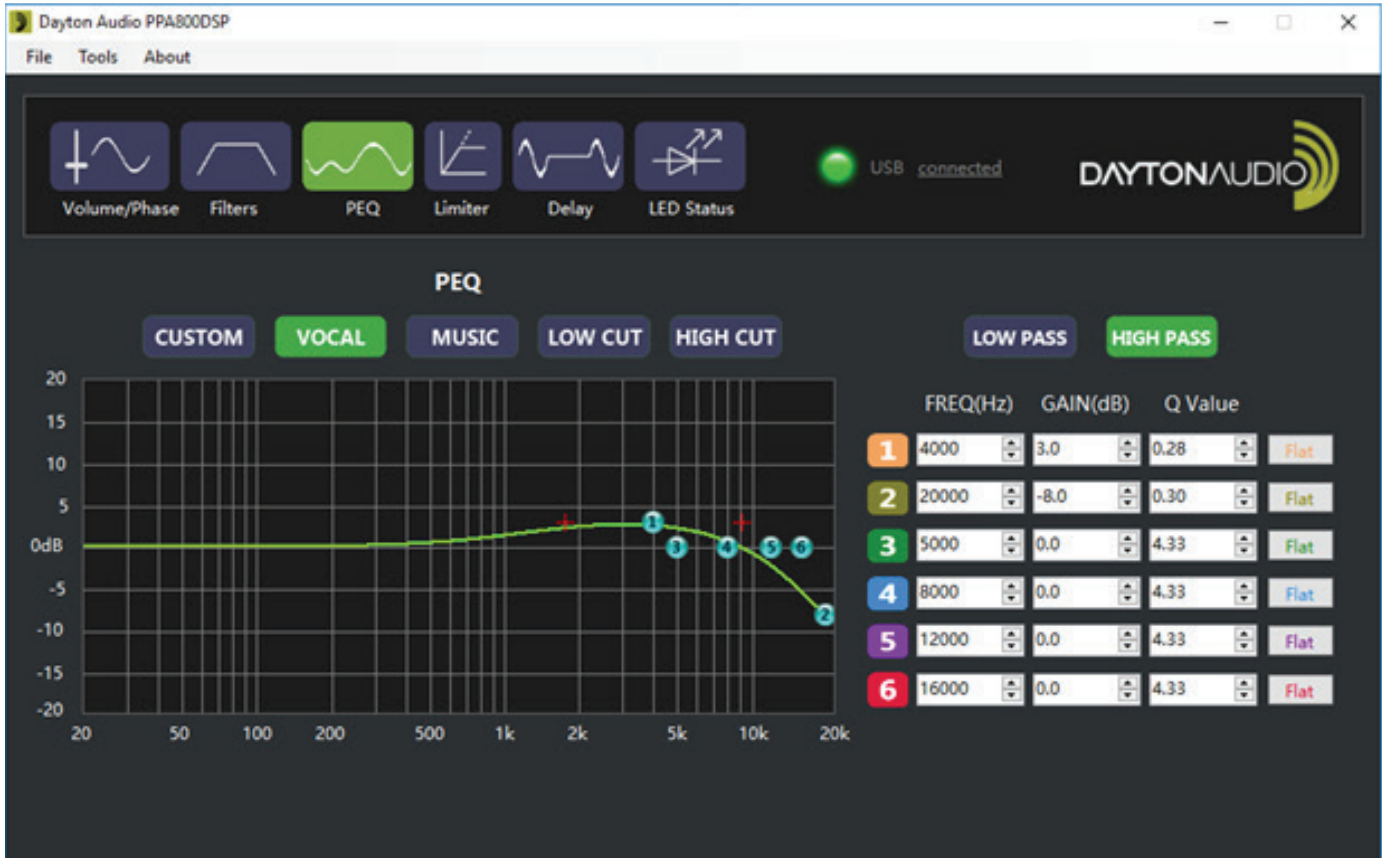 Dayton Audio PPA800DSP
File Tools About
USB connected
DAYTON AUDIO
Volume/Phase Filters PEQ Limiter Delay LED Status
PEQ
CUSTOM VOCAL MUSIC LOW CUT HIGH CUT
LOW PASS HIGH PASS
20
15
10
5
0dB
-5
-10
-15
-20
1
3 4 5 6
2
20 50 100 200 500 1k 2k 5k 10k 20k
FREQ(Hz) GAIN(dB) Q Value
1 4000 3.0 0.28 Flat
2 20000 -8.0 0.30 Flat
3 5000 0.0 4.33 Flat
4 8000 0.0 4.33 Flat
5 12000 0.0 4.33 Flat
6 16000 0.0 4.33 Flat